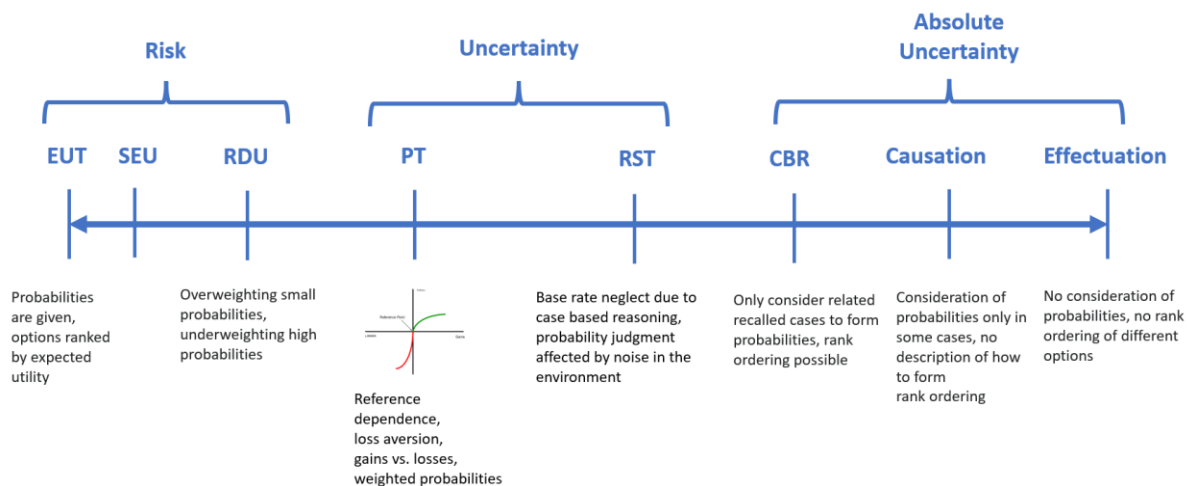 Risk
Uncertainty
Absolute
Uncertainty
EUT
SEU
RDU
PT
RST
CBR
Causation
Effectuation
Probabilities
are given,
options ranked
by expected
utility
Overweighting small
probabilities,
underweighting high
probabilities
Reference Point
Losses
Gains
Reference
dependence,
loss aversion,
gains vs. losses,
weighted probabilities
Base rate neglect due to
case based reasoning,
probability judgment
affected by noise in the
environment
Only consider related
recalled cases to form
probabilities, rank
ordering possible
Consideration of
probabilities only in
some cases, no
description of how
to form
rank ordering
No consideration of
probabilities, no rank
ordering of different
options